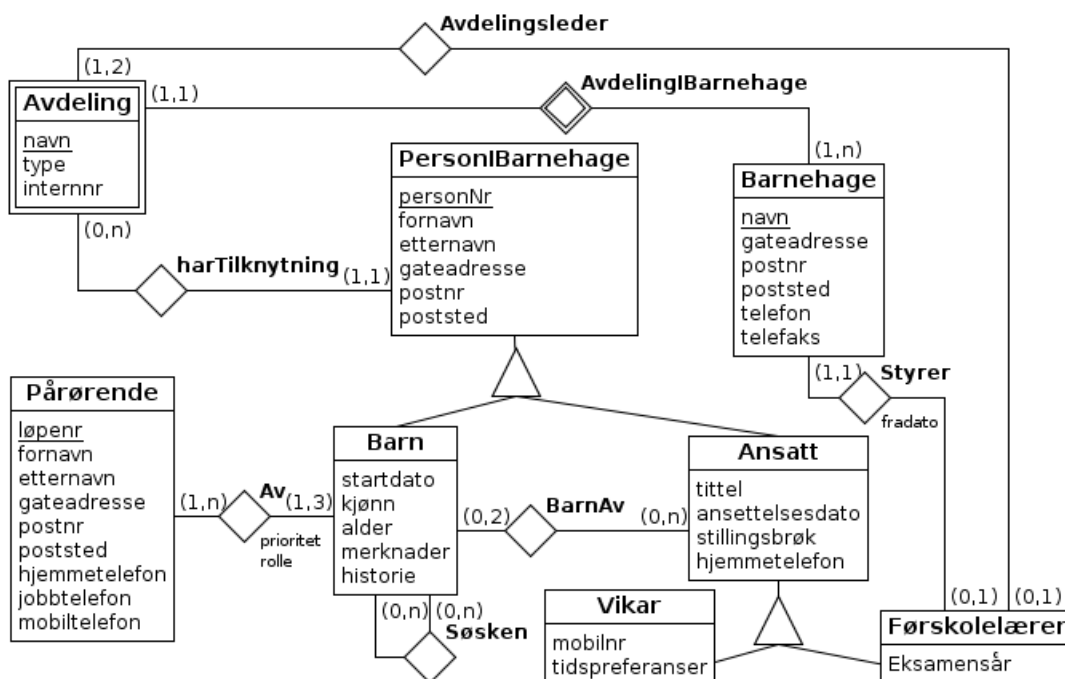 Avdelingsleder
(1,2)
Avdeling
navn
type
internnr
(1,1)
AvdelingIBarnehage
(1,n)
(0,n)
PersonIBarnehage
personNr
fornavn
etternavn
gateadresse
postnr
poststed
Barnehage
navn
gateadresse
postnr
poststed
telefon
telefaks
harTilknytning
(1,1)
(1,1)
Styrer
fradato
Pårørende
løpenr
fornavn
etternavn
gateadresse
postnr
poststed
hjemmetelefon
jobbtelefon
mobiltelefon
(1,n)
Av
(1,3)
prioritet
rolle
Barn
startdato
kjønn
alder
merknader
historie
(0,2)
BarnAv
(0,n)
Ansatt
tittel
ansettelsesdato
stillingsbrøk
hjemmetelefon
(0,n)
(0,n)
Søsken
Vikar
mobilnr
tidspreferanser
(0,1)
(0,1)
Førskolelærer
Eksamensår